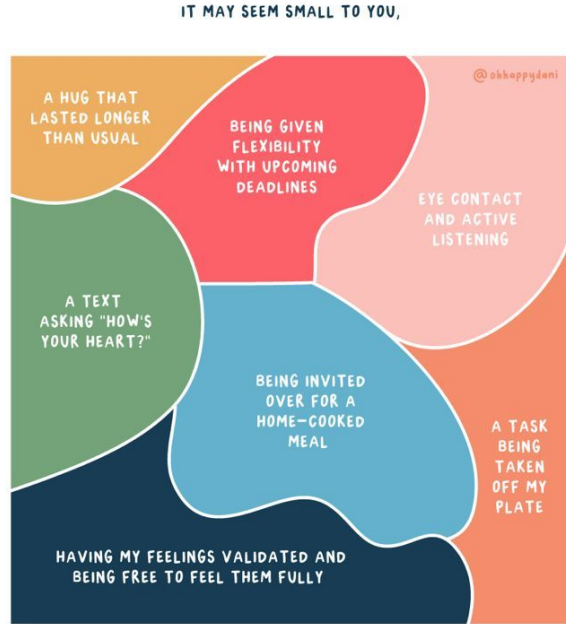 IT MAY SEEM SMALL TO YOU,
@okhappydani
A HUG THAT
LASTED LONGER
THAN USUAL
BEING GIVEN
FLEXIBILITY
WITH UPCOMING
DEADLINES
EYE CONTACT
AND ACTIVE
LISTENING
A TEXT
ASKING "HOW'S
YOUR HEART?"
BEING INVITED
OVER FOR A
HOME-COOKED
MEAL
A TASK
BEING
TAKEN
OFF MY
PLATE
HAVING MY FEELINGS VALIDATED AND
BEING FREE TO FEEL THEM FULLY